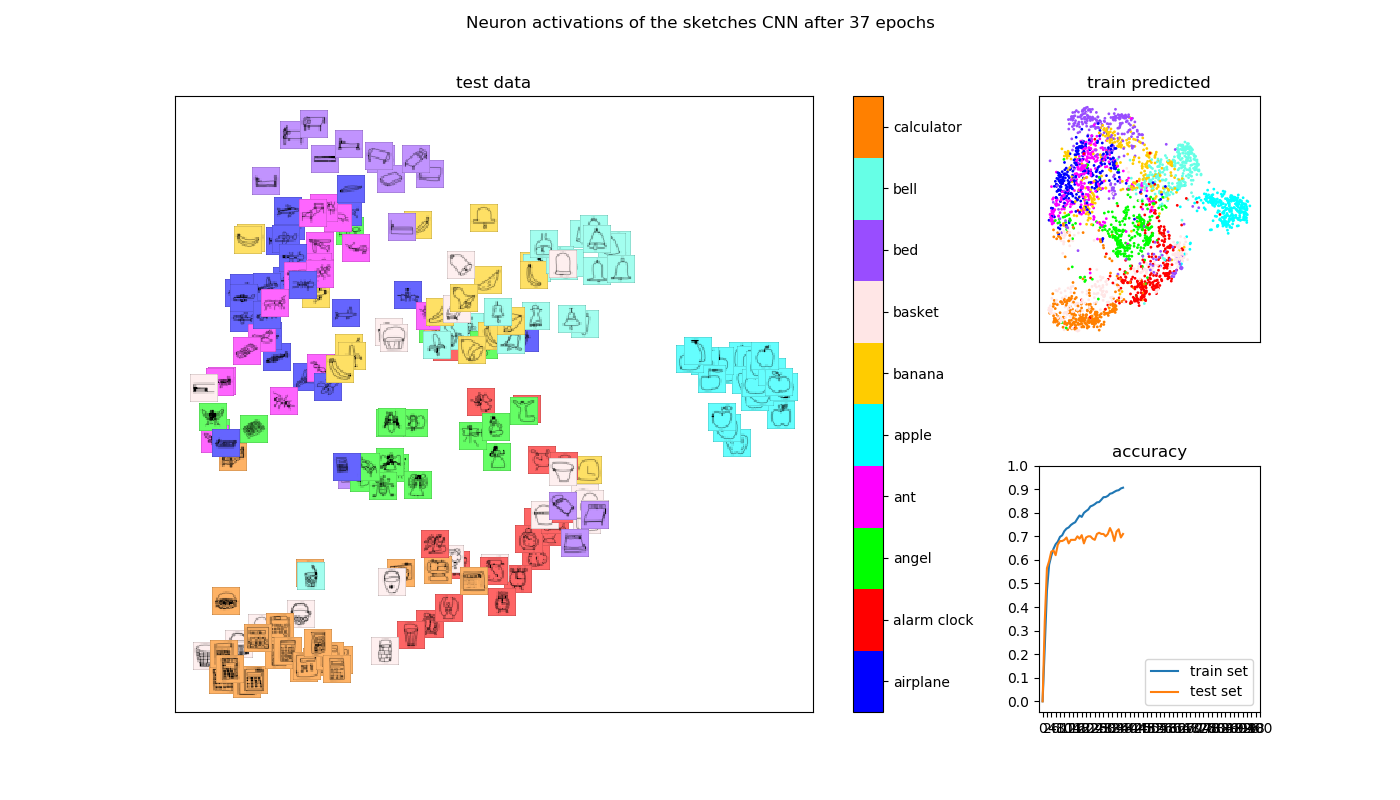 Neuron activations of the sketches CNN after 37 epochs
test data
calculator
bell
bed
basket
banana
apple
ant
angel
alarm clock
airplane
train predicted
accuracy
1.0
0.9
0.8
0.7
0.6
0.5
0.4
0.3
0.2
0.1
0.0
train set
test set